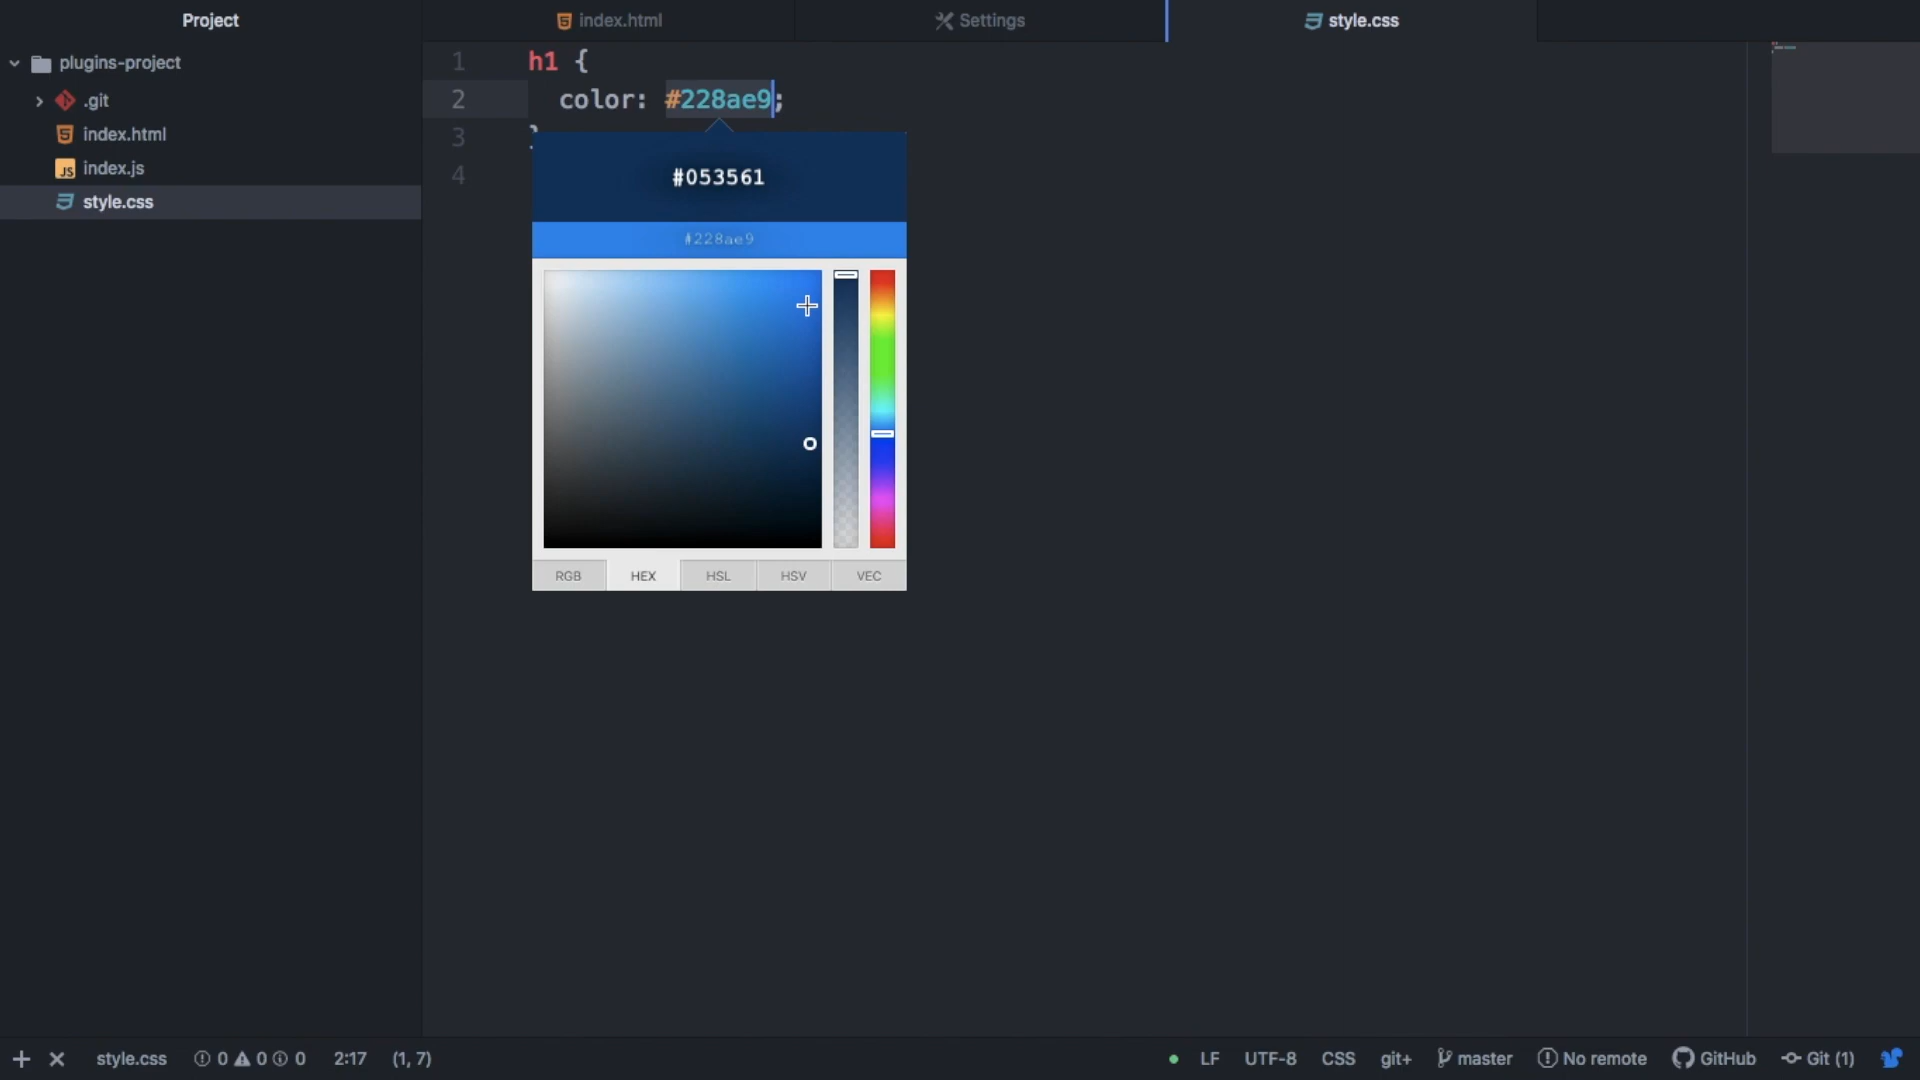 Project
index.html
Settings
style.css
plugins-project
.git
index.html
index.js
style.css
1 h1 {
2 color: #228ae9;
3 }
4
#053561
#228ae9
RGB HEX HSL HSV VEC
style.css 0 0 0 2:17 (1, 7)
LF UTF-8 CSS git+ master No remote GitHub Git (1)